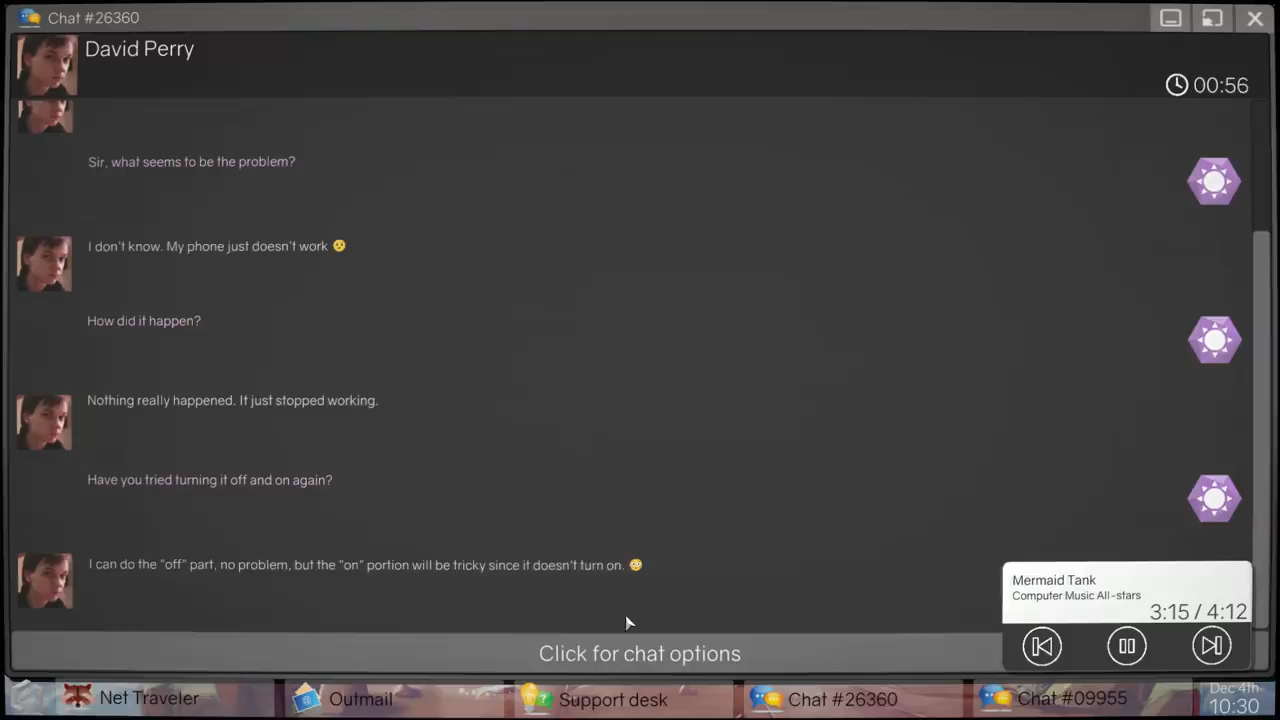 Chat #26360
David Perry
00:56
Sir, what seems to be the problem?
I don't know. My phone just doesn't work
How did it happen?
Nothing really happened. It just stopped working.
Have you tried turning it off and on again?
I can do the "off" part, no problem, but the "on" portion will be tricky since it doesn't turn on.
Mermaid Tank
Computer Music All-stars
3:15 / 4:12
Click for chat options
Net Traveler
Outmail
Support desk
Chat #26360
Chat #09955
Dec 4th
10:30